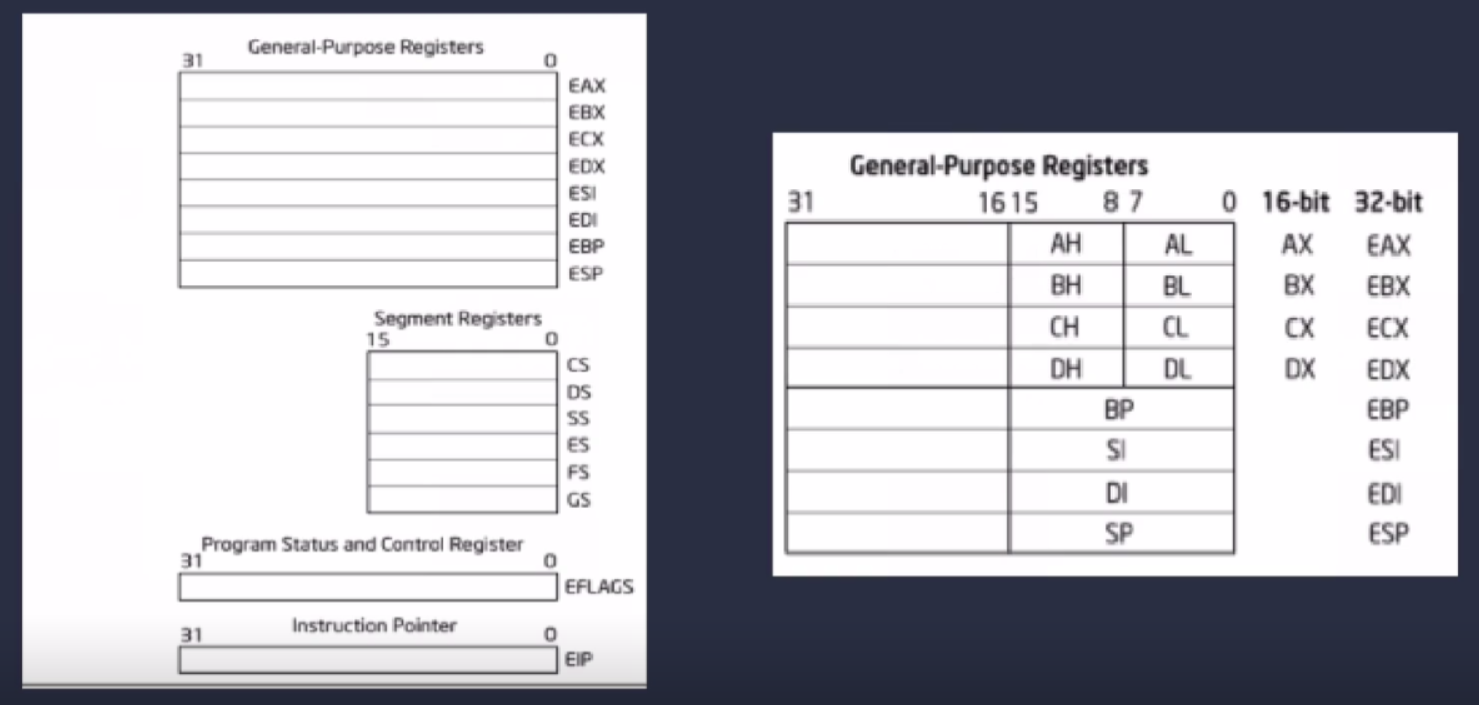 General-Purpose Registers
31 0
EAX
EBX
ECX
EDX
ESI
EDI
EBP
ESP
Segment Registers
15 0
CS
DS
SS
ES
FS
GS
Program Status and Control Register
31 0
EFLAGS
Instruction Pointer
31 0
EIP
General-Purpose Registers
31 16 15 8 7 0 16-bit 32-bit
AH AL AX EAX
BH BL BX EBX
CH CL CX ECX
DH DL DX EDX
BP EBP
SI ESI
DI EDI
SP ESP